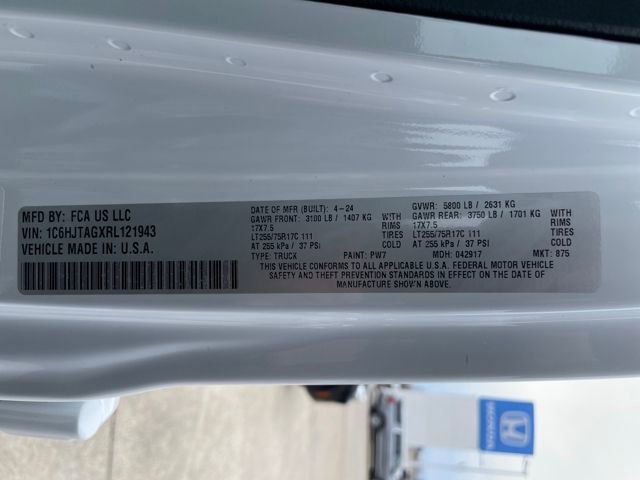 MFD BY: FCA US LLC
VIN: 1C6HJTAGXRL121943
VEHICLE MADE IN: U.S.A.
DATE OF MFR (BUILT): 4-24
GVWR: 5800 LB / 2631 KG
GAWR FRONT: 3100 LB / 1407 KG WITH
GAWR REAR: 3750 LB / 1701 KG WITH
17X7.5 RIMS
17X7.5 RIMS
LT255/75R17C 111 TIRES
LT255/75R17C 111 TIRES
AT 255 kPa / 37 PSI
AT 255 kPa / 37 PSI
TYPE: TRUCK PAINT: PW7 MDH: 042917 MKT: 875
THIS VEHICLE CONFORMS TO ALL APPLICABLE U.S.A. FEDERAL MOTOR VEHICLE
SAFETY AND THEFT PREVENTION STANDARDS IN EFFECT ON THE DATE OF
MANUFACTURE SHOWN ABOVE.